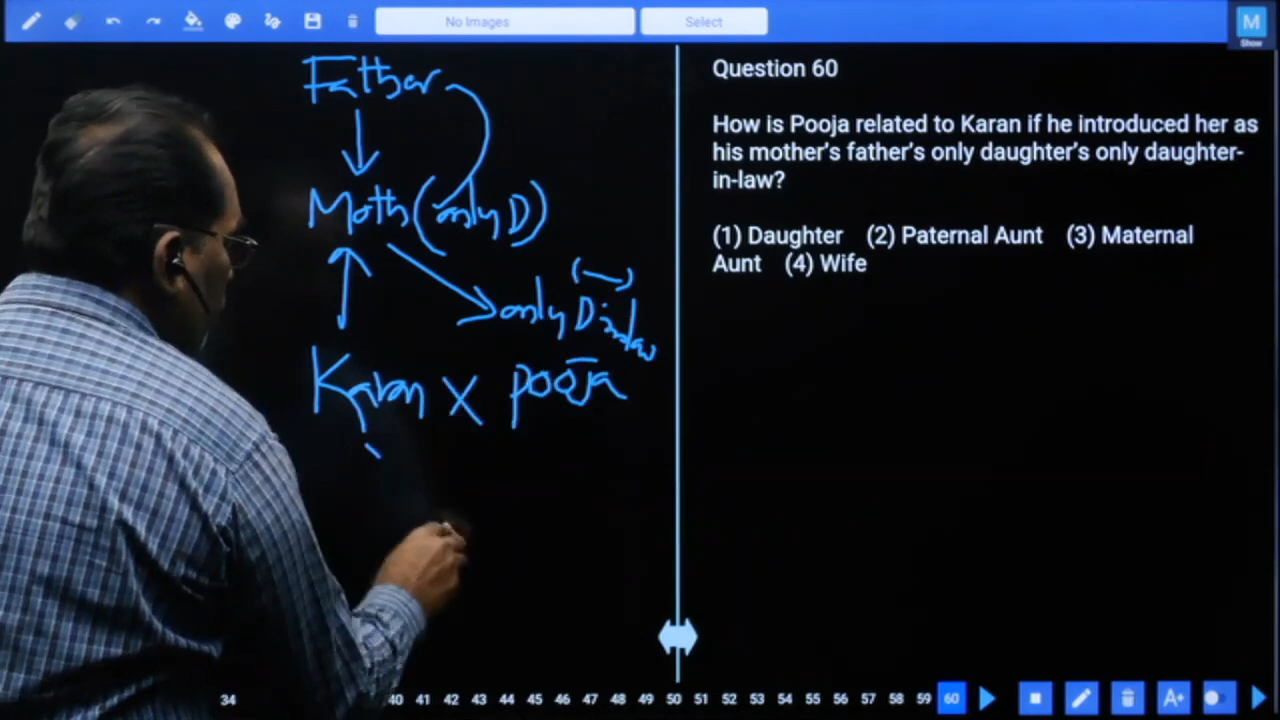 No Images
Select
M
Show
Father
Moth (only D)
only D inlaw
Karan X pooja
Question 60
How is Pooja related to Karan if he introduced her as
his mother's father's only daughter's only daughter-
in-law?
(1) Daughter (2) Paternal Aunt (3) Maternal
Aunt (4) Wife
34 40 41 42 43 44 45 46 47 48 49 50 51 52 53 54 55 56 57 58 59 60
A+